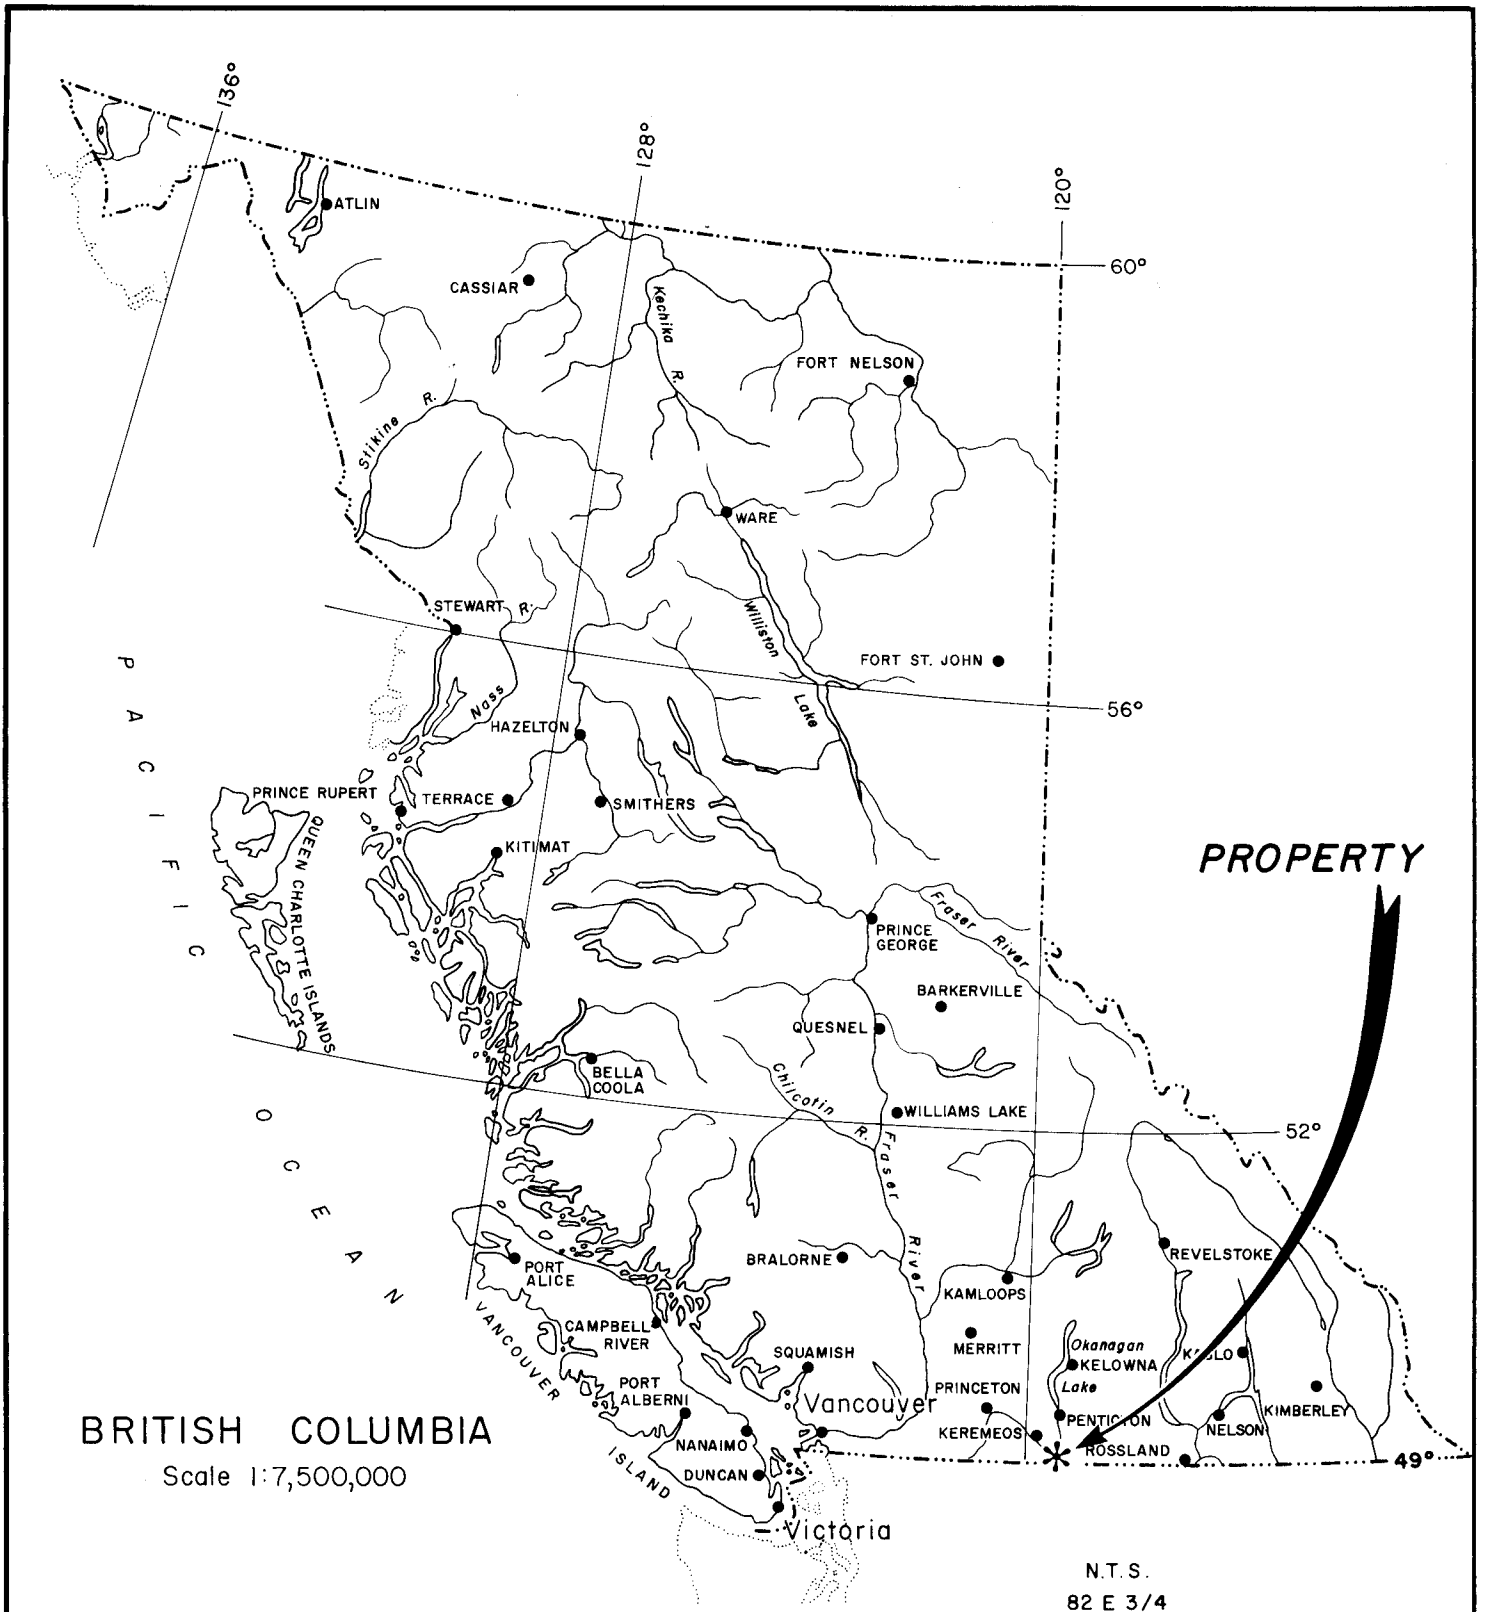 136°
128°
120°
ATLIN
60°
CASSIAR
Kechika
R.
FORT NELSON
Stikine R.
WARE
STEWART
R.
Williston
FORT ST. JOHN
Nass
Lake
56°
HAZELTON
PRINCE RUPERT
TERRACE
SMITHERS
KITIMAT
QUEEN CHARLOTTE ISLANDS
PROPERTY
PACIFIC
Fraser River
PRINCE
GEORGE
BARKERVILLE
QUESNEL
BELLA
COOLA
Chilcotin
R.
WILLIAMS LAKE
52°
OCEAN
Fraser
River
PORT
ALICE
BRALORNE
REVELSTOKE
KAMLOOPS
VANCOUVER
CAMPBELL
RIVER
MERRITT
Okanagan
KELOWNA
Lake
SQUAMISH
PORT
ALBERNI
PRINCETON
Vancouver
KIMBERLEY
PENTICTON
NELSON
KEREMEOS
ROSSLAND
49°
NANAIMO
ISLAND
DUNCAN
Victoria
BRITISH COLUMBIA
Scale 1:7,500,000
N.T.S.
82 E 3/4